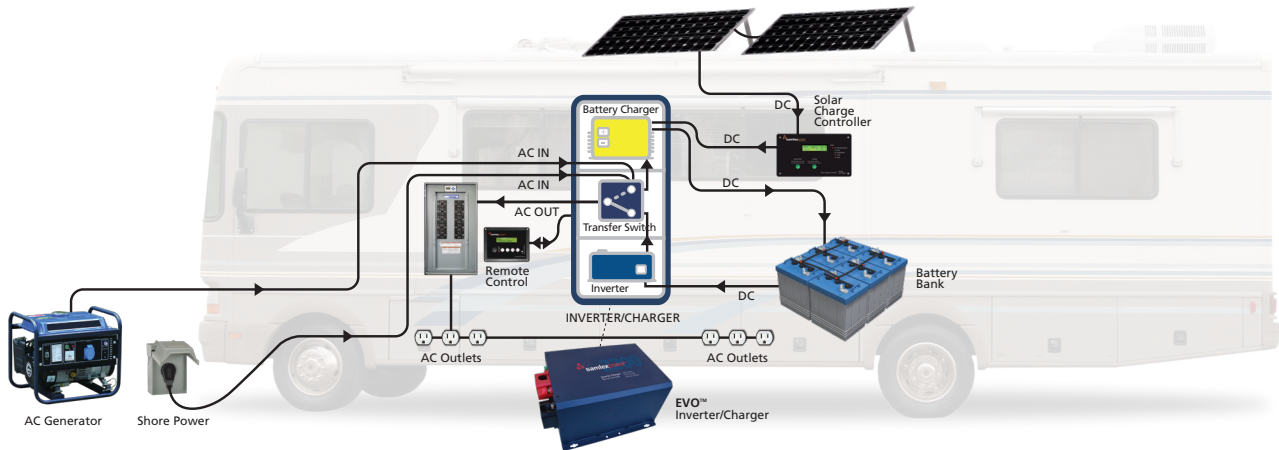 DC
Solar
Charge
Controller
Battery Charger
DC
AC IN
AC IN
DC
AC OUT
Transfer Switch
Remote
Control
Inverter
DC
Battery
Bank
INVERTER/CHARGER
AC Outlets
AC Outlets
samlex
EVO™
Inverter/Charger
AC Generator
Shore Power